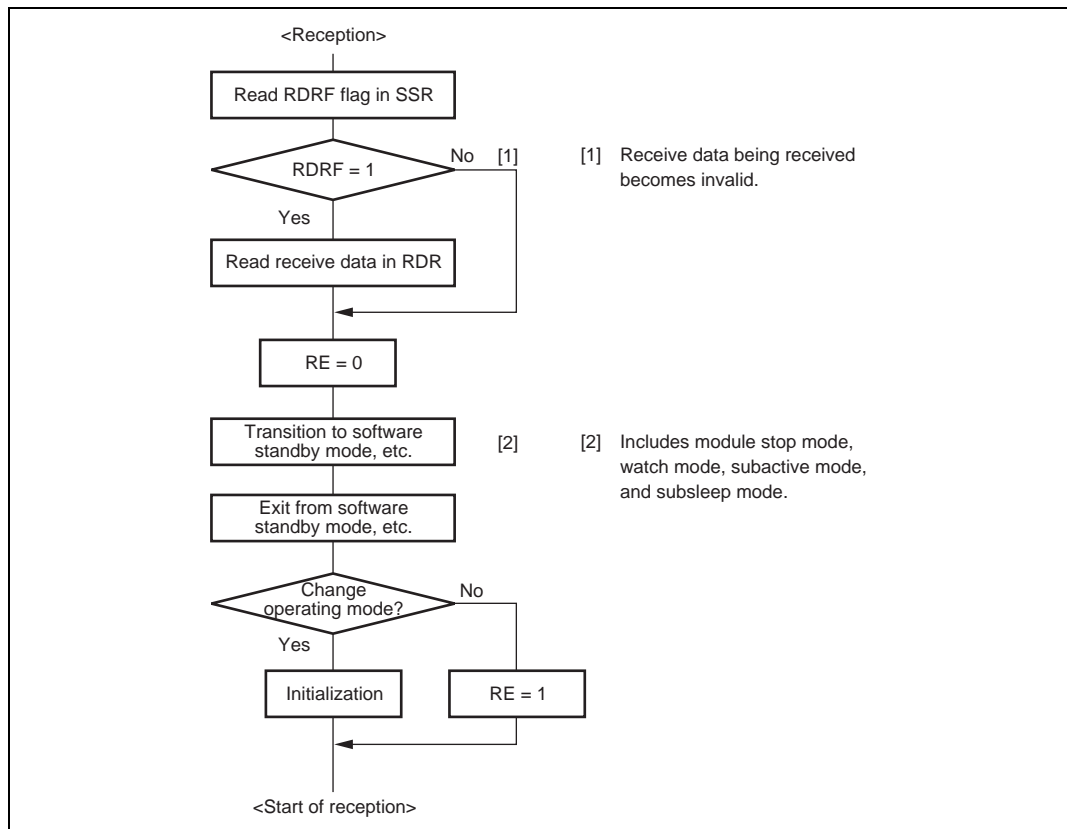 <Reception>
Read RDRF flag in SSR
RDRF = 1
No [1]
[1] Receive data being received
becomes invalid.
Yes
Read receive data in RDR
RE = 0
Transition to software
standby mode, etc.
[2]
[2] Includes module stop mode,
watch mode, subactive mode,
and subsleep mode.
Exit from software
standby mode, etc.
Change
operating mode?
No
Yes
Initialization
RE = 1
<Start of reception>